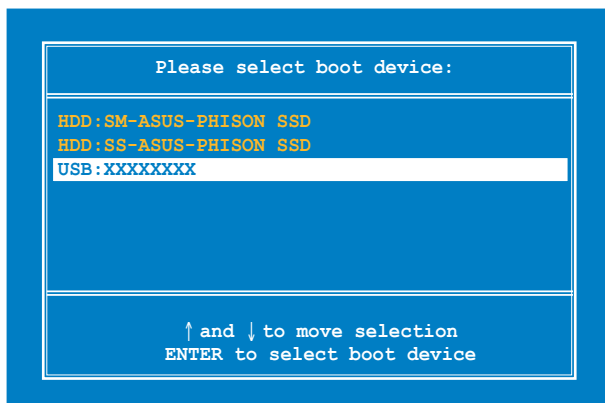 Please select boot device:
HDD:SM-ASUS-PHISON SSD
HDD:SS-ASUS-PHISON SSD
USB:XXXXXXXX
↑ and ↓ to move selection
ENTER to select boot device